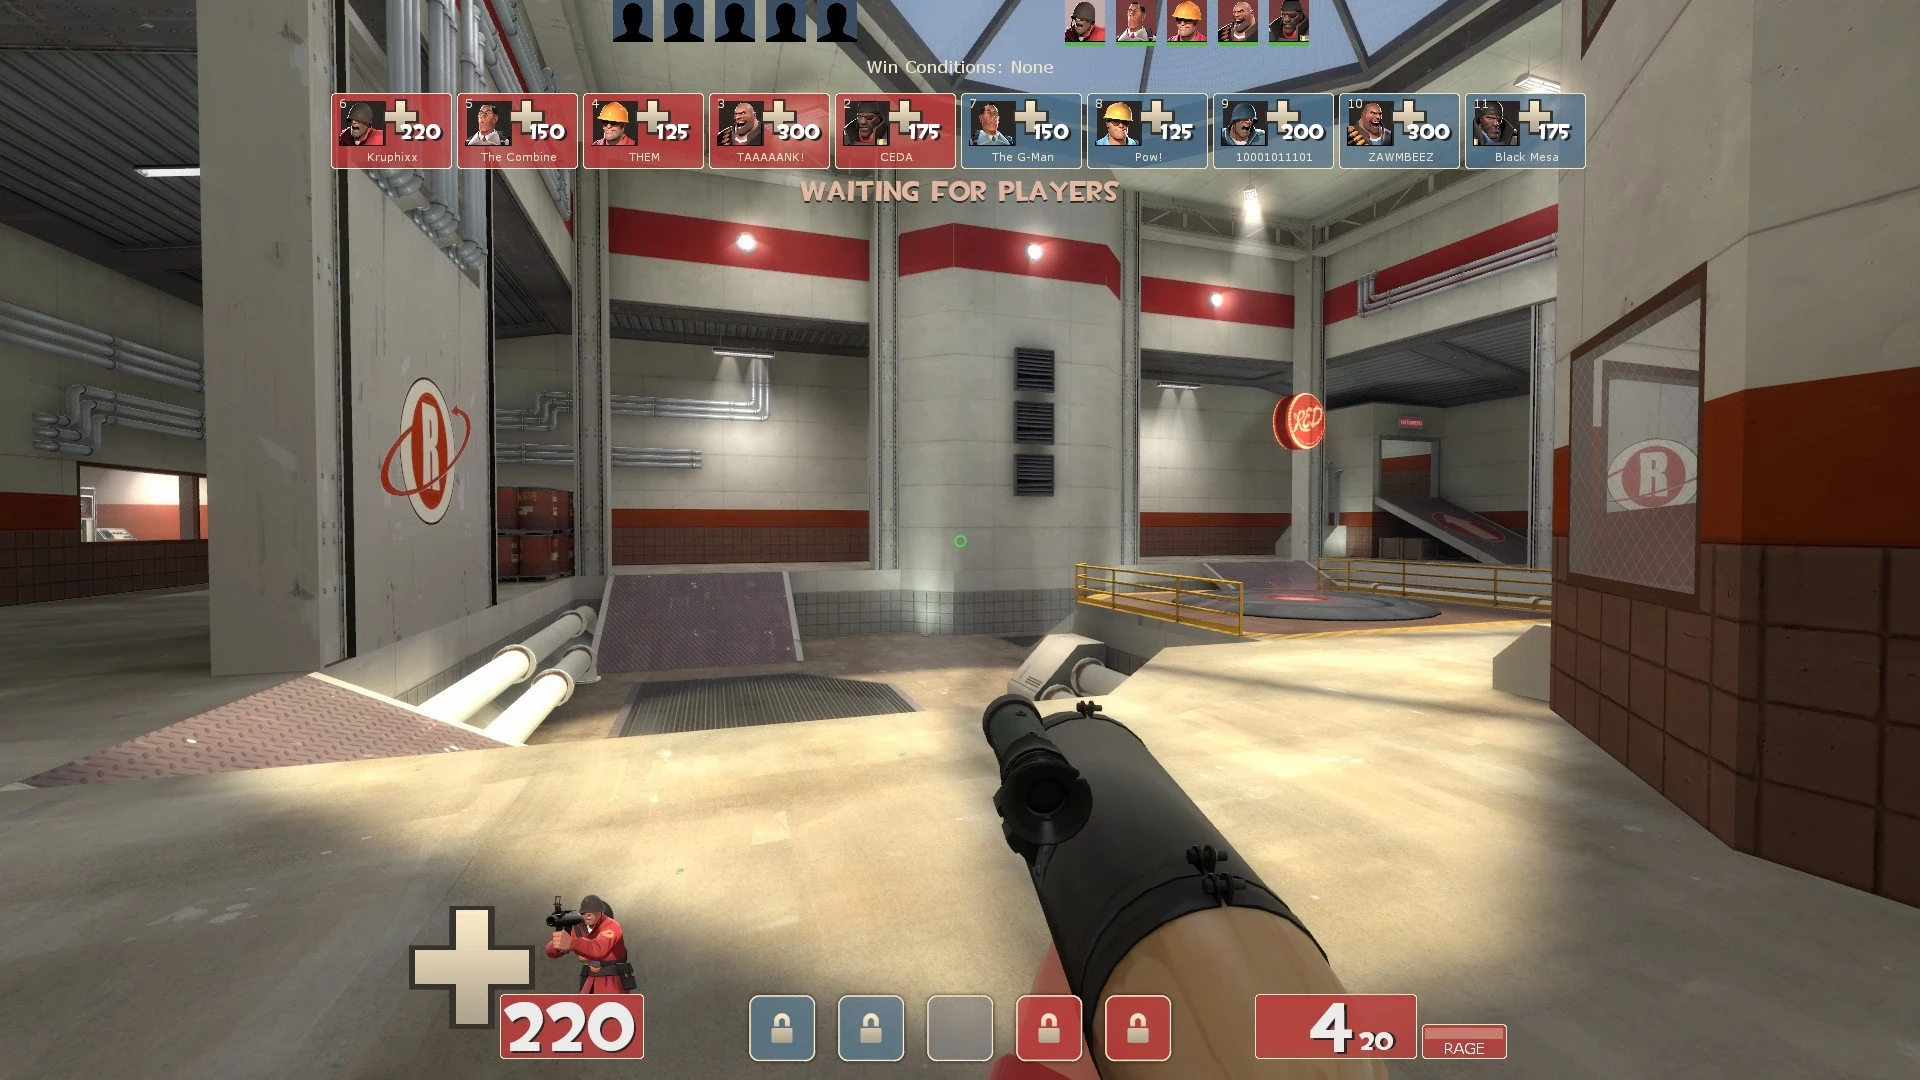 Win Conditions: None
6 220 Kruphixx
5 150 The Combine
4 125 THEM
3 300 TAAAAANK!
2 175 CEDA
7 150 The G-Man
8 125 Pow!
9 200 10001011101
10 300 ZAWMBEEZ
11 175 Black Mesa
WAITING FOR PLAYERS
R
RED
R
220
4 20
RAGE